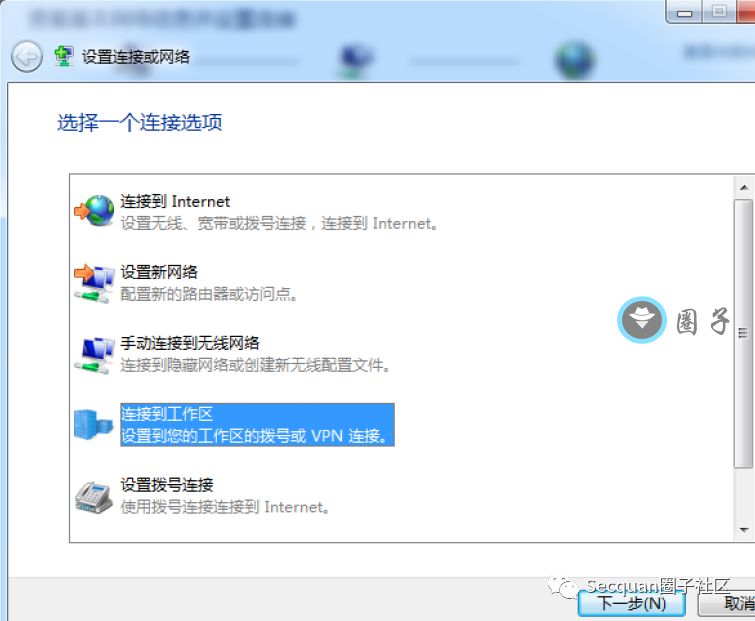 设置连接或网络
选择一个连接选项
连接到 Internet
设置无线、宽带或拨号连接，连接到 Internet。
设置新网络
配置新的路由器或访问点。
手动连接到无线网络
连接到隐藏网络或创建新无线配置文件。
圈子
连接到工作区
设置到您的工作区的拨号或 VPN 连接。
设置拨号连接
使用拨号连接连接到 Internet。
Secquan圈子社区
下一步(N)
取消